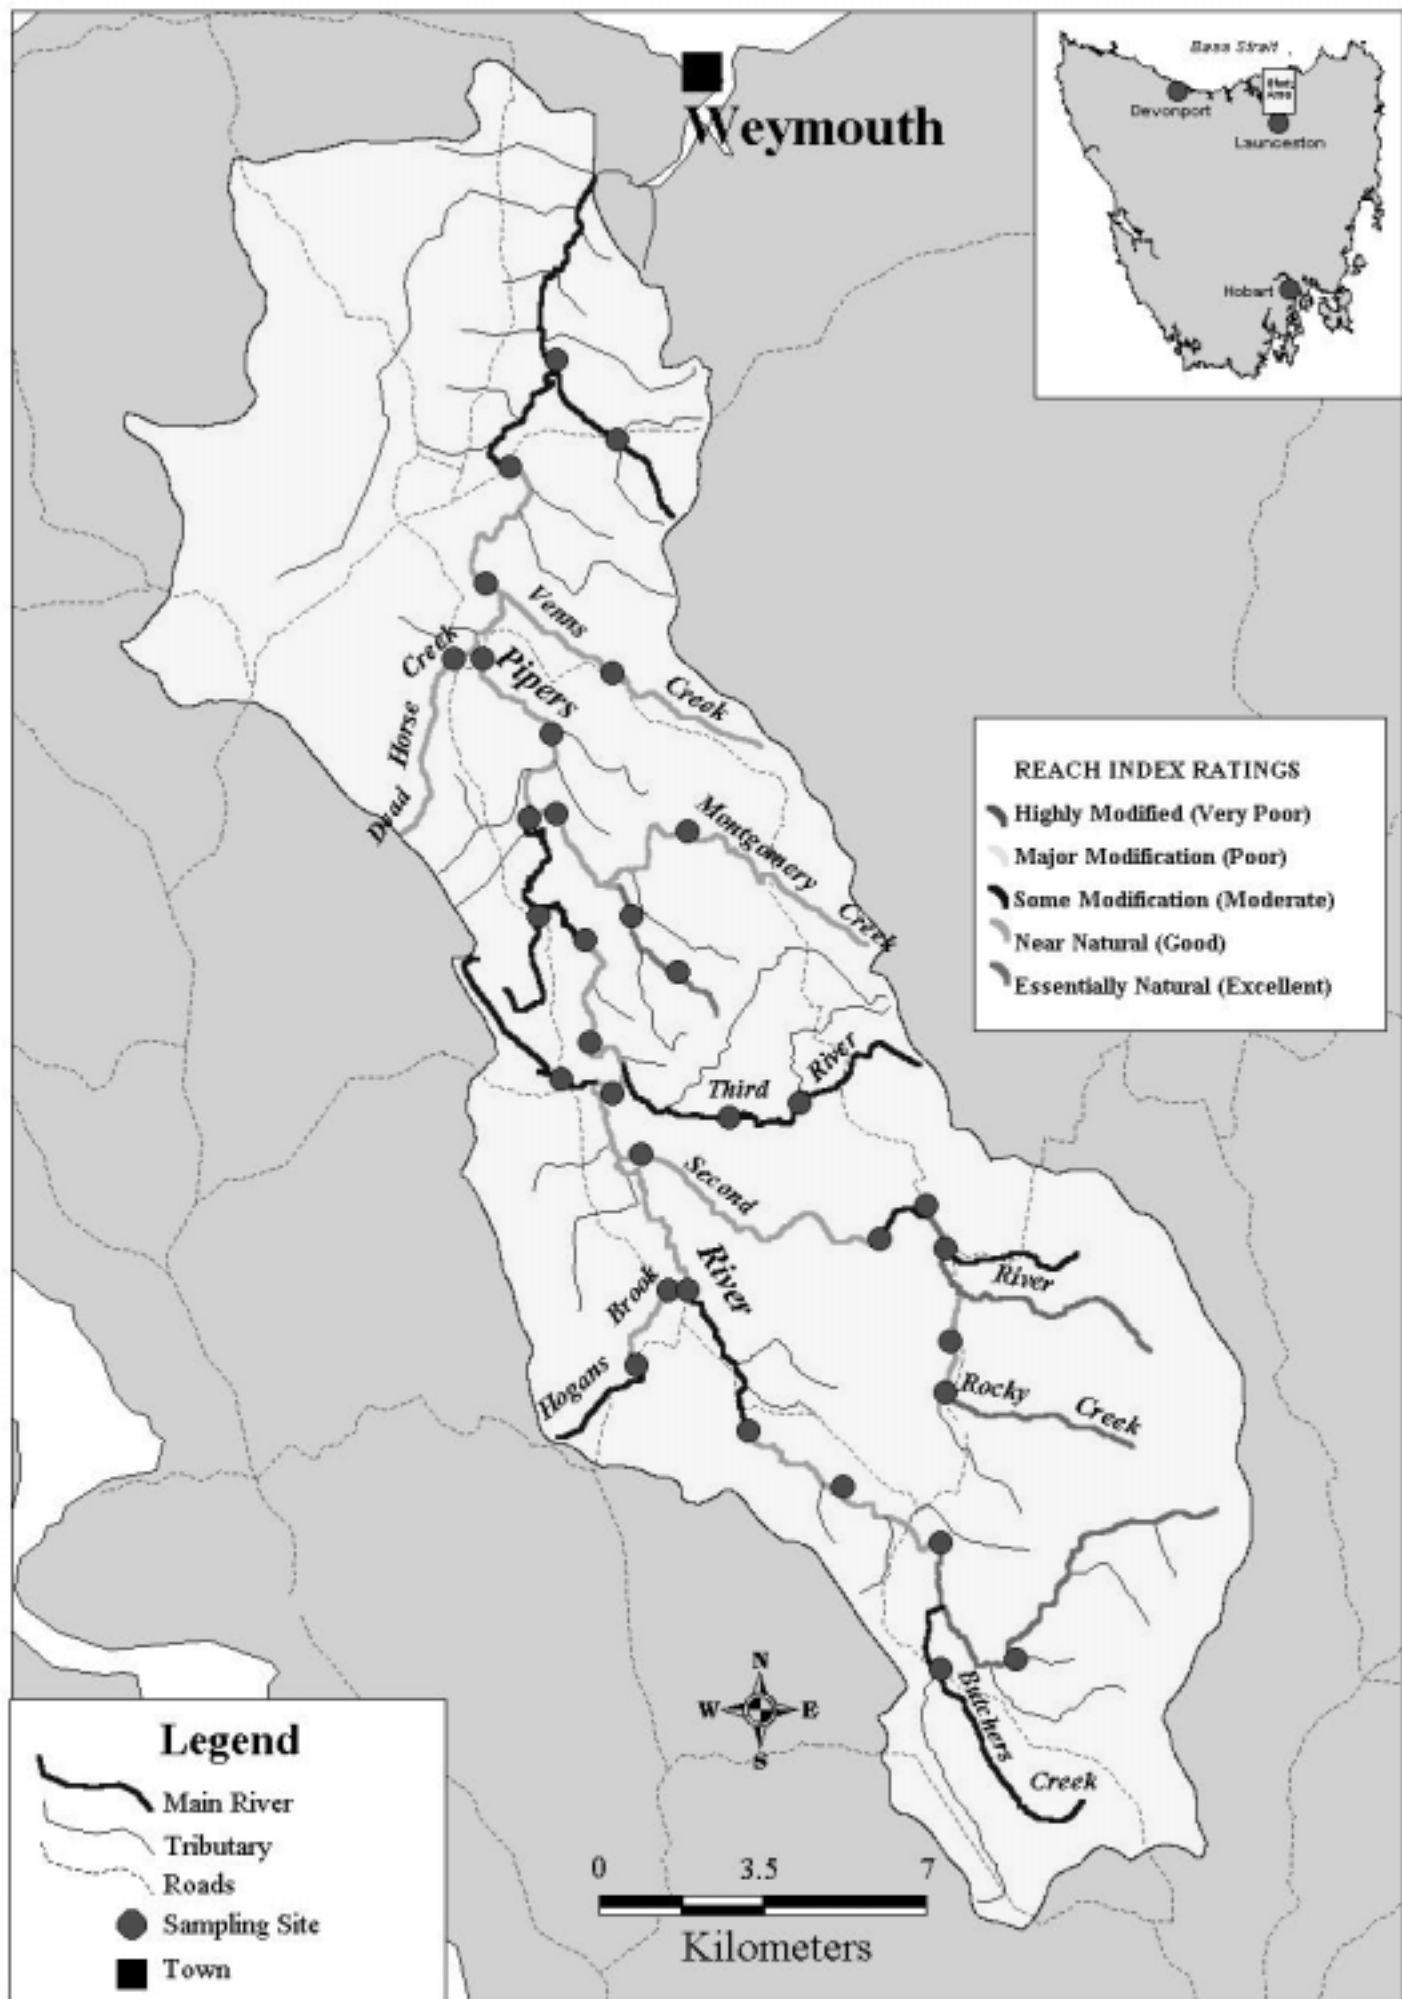 Weymouth
Bass Strait
Devonport
Launceston
Hobart
Venns
Creek
Creek
Horse
Dead
Pipers
Montgomery
Creek
REACH INDEX RATINGS
Highly Modified (Very Poor)
Major Modification (Poor)
Some Modification (Moderate)
Near Natural (Good)
Essentially Natural (Excellent)
Third
River
Second
River
River
Brook
Hogans
Rocky
Creek
Butchers
Creek
N
W
E
S
Legend
Main River
Tributary
Roads
Sampling Site
Town
0 3.5 7
Kilometers